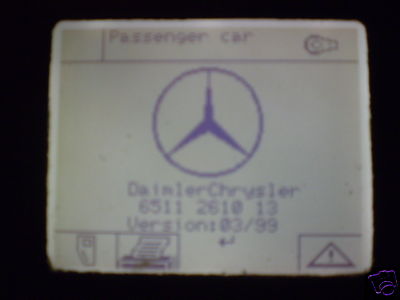 Passenger car
DaimlerChrysler
6511 2610 13
Version:03/99